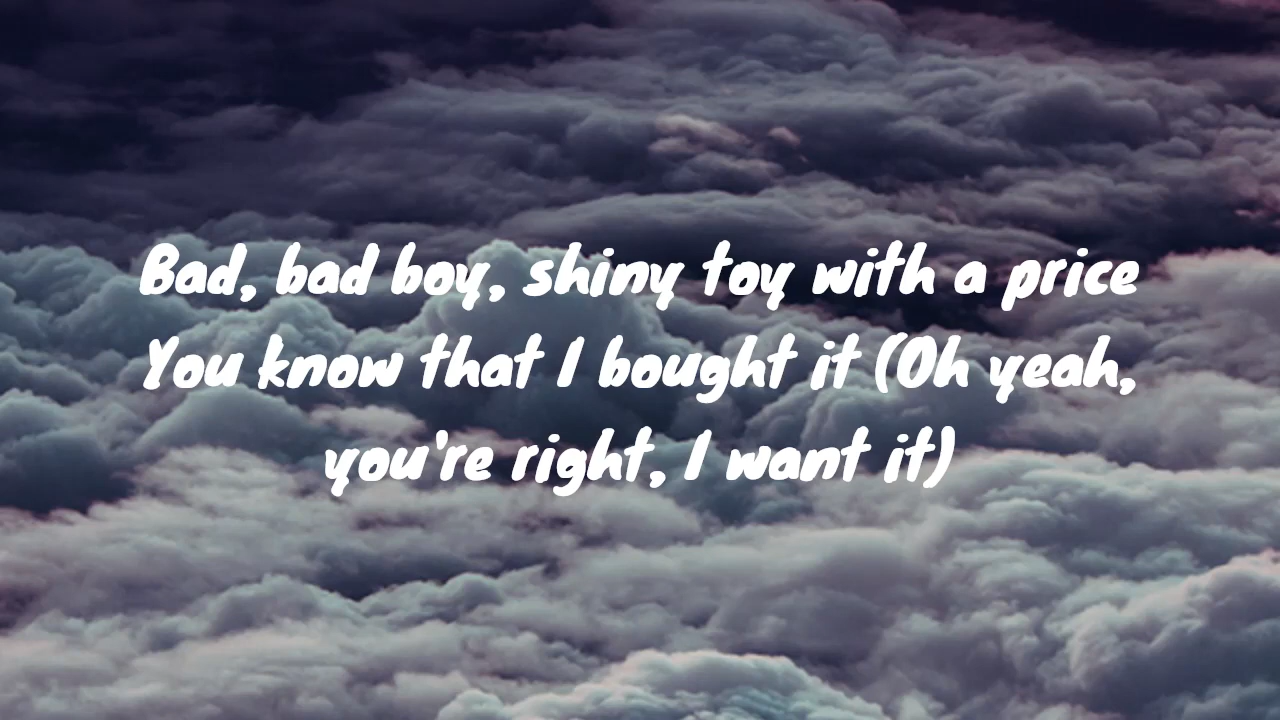 Bad, bad boy, shiny toy with a price
You know that I bought it (Oh yeah,
you're right, I want it)